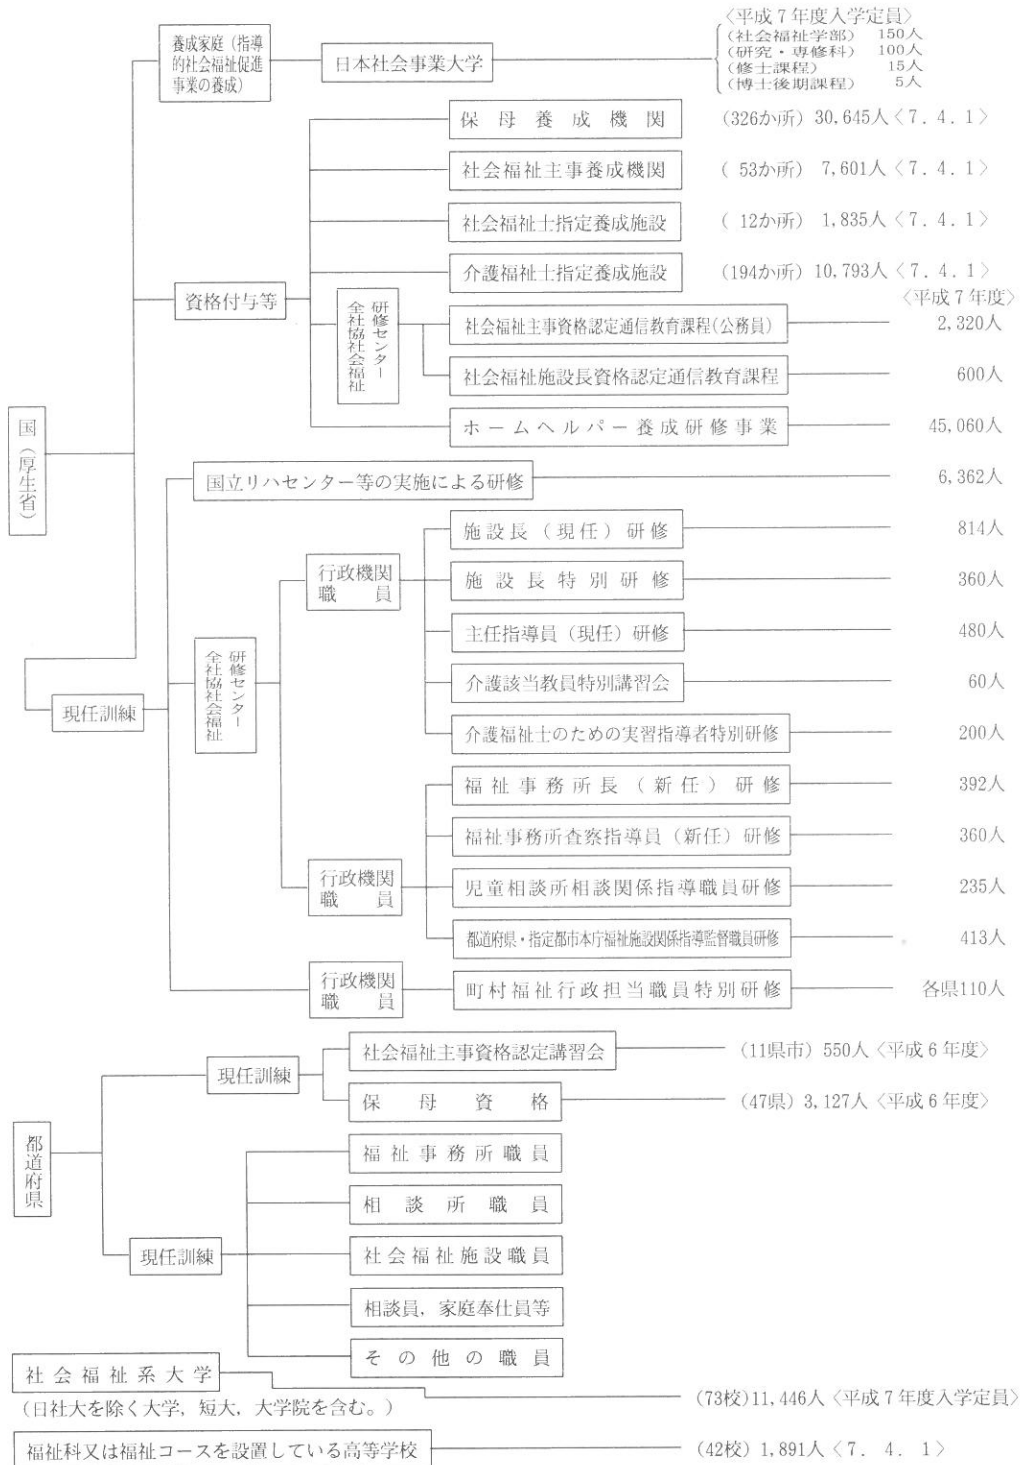 〈平成7年度入学定員〉
養成家庭(指導
的社会福祉促進
事業の養成)
日本社会事業大学
(社会福祉学部) 150人
(研究・専修科) 100人
(修士課程) 15人
(博士後期課程) 5人
保母養成機関 (326か所) 30,645人〈7.4.1〉
社会福祉主事養成機関 (53か所) 7,601人〈7.4.1〉
社会福祉士指定養成施設 (12か所) 1,835人〈7.4.1〉
介護福祉士指定養成施設 (194か所) 10,793人〈7.4.1〉
資格付与等
〈平成7年度〉
研修センター
全社協社会福祉
社会福祉主事資格認定通信教育課程(公務員) 2,320人
社会福祉施設長資格認定通信教育課程 600人
ホームヘルパー養成研修事業 45,060人
国(厚生省)
国立リハセンター等の実施による研修 6,362人
施設長(現任)研修 814人
行政機関
職員
施設長特別研修 360人
主任指導員(現任)研修 480人
研修センター
全社協社会福祉
介護該当教員特別講習会 60人
現任訓練
介護福祉士のための実習指導者特別研修 200人
福祉事務所長(新任)研修 392人
福祉事務所査察指導員(新任)研修 360人
行政機関
職員
児童相談所相談関係指導職員研修 235人
都道府県・指定都市本庁福祉施設関係指導監督職員研修 413人
行政機関
職員
町村福祉行政担当職員特別研修 各県110人
社会福祉主事資格認定講習会 (11県市) 550人〈平成6年度〉
現任訓練
保母資格 (47県) 3,127人〈平成6年度〉
都道府県
福祉事務所職員
相談所職員
現任訓練
社会福祉施設職員
相談員,家庭奉仕員等
その他の職員
社会福祉系大学
(日社大を除く大学,短大,大学院を含む。)
(73校)11,446人〈平成7年度入学定員〉
福祉科又は福祉コースを設置している高等学校 (42校) 1,891人〈7.4.1〉